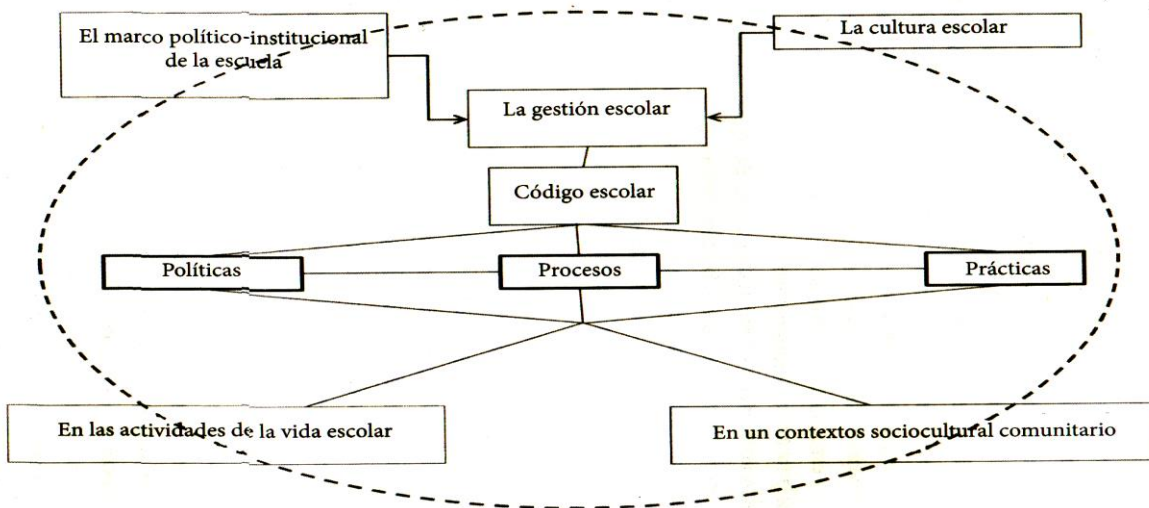 El marco político-institucional
de la escuela
La cultura escolar
La gestión escolar
Código escolar
Políticas
Procesos
Prácticas
En las actividades de la vida escolar
En un contextos sociocultural comunitario